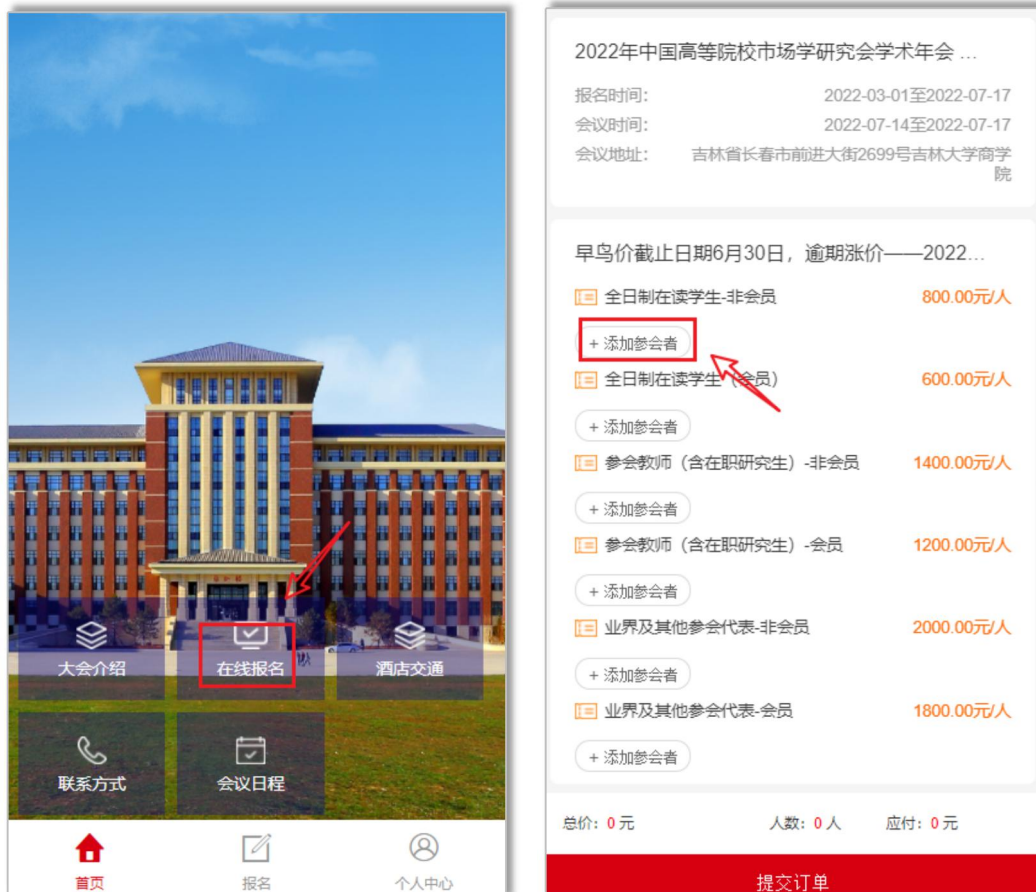 大会介绍
在线报名
酒店交通
联系方式
会议日程
首页
报名
个人中心
2022年中国高等院校市场学研究会学术年会 ...
报名时间: 2022-03-01至2022-07-17
会议时间: 2022-07-14至2022-07-17
会议地址: 吉林省长春市前进大街2699号吉林大学商学
院
早鸟价截止日期6月30日，逾期涨价——2022...
全日制在读学生-非会员 800.00元/人
+ 添加参会者
全日制在读学生（会员） 600.00元/人
+ 添加参会者
参会教师（含在职研究生）-非会员 1400.00元/人
+ 添加参会者
参会教师（含在职研究生）-会员 1200.00元/人
+ 添加参会者
业界及其他参会代表-非会员 2000.00元/人
+ 添加参会者
业界及其他参会代表-会员 1800.00元/人
+ 添加参会者
总价: 0 元 人数: 0 人 应付: 0 元
提交订单